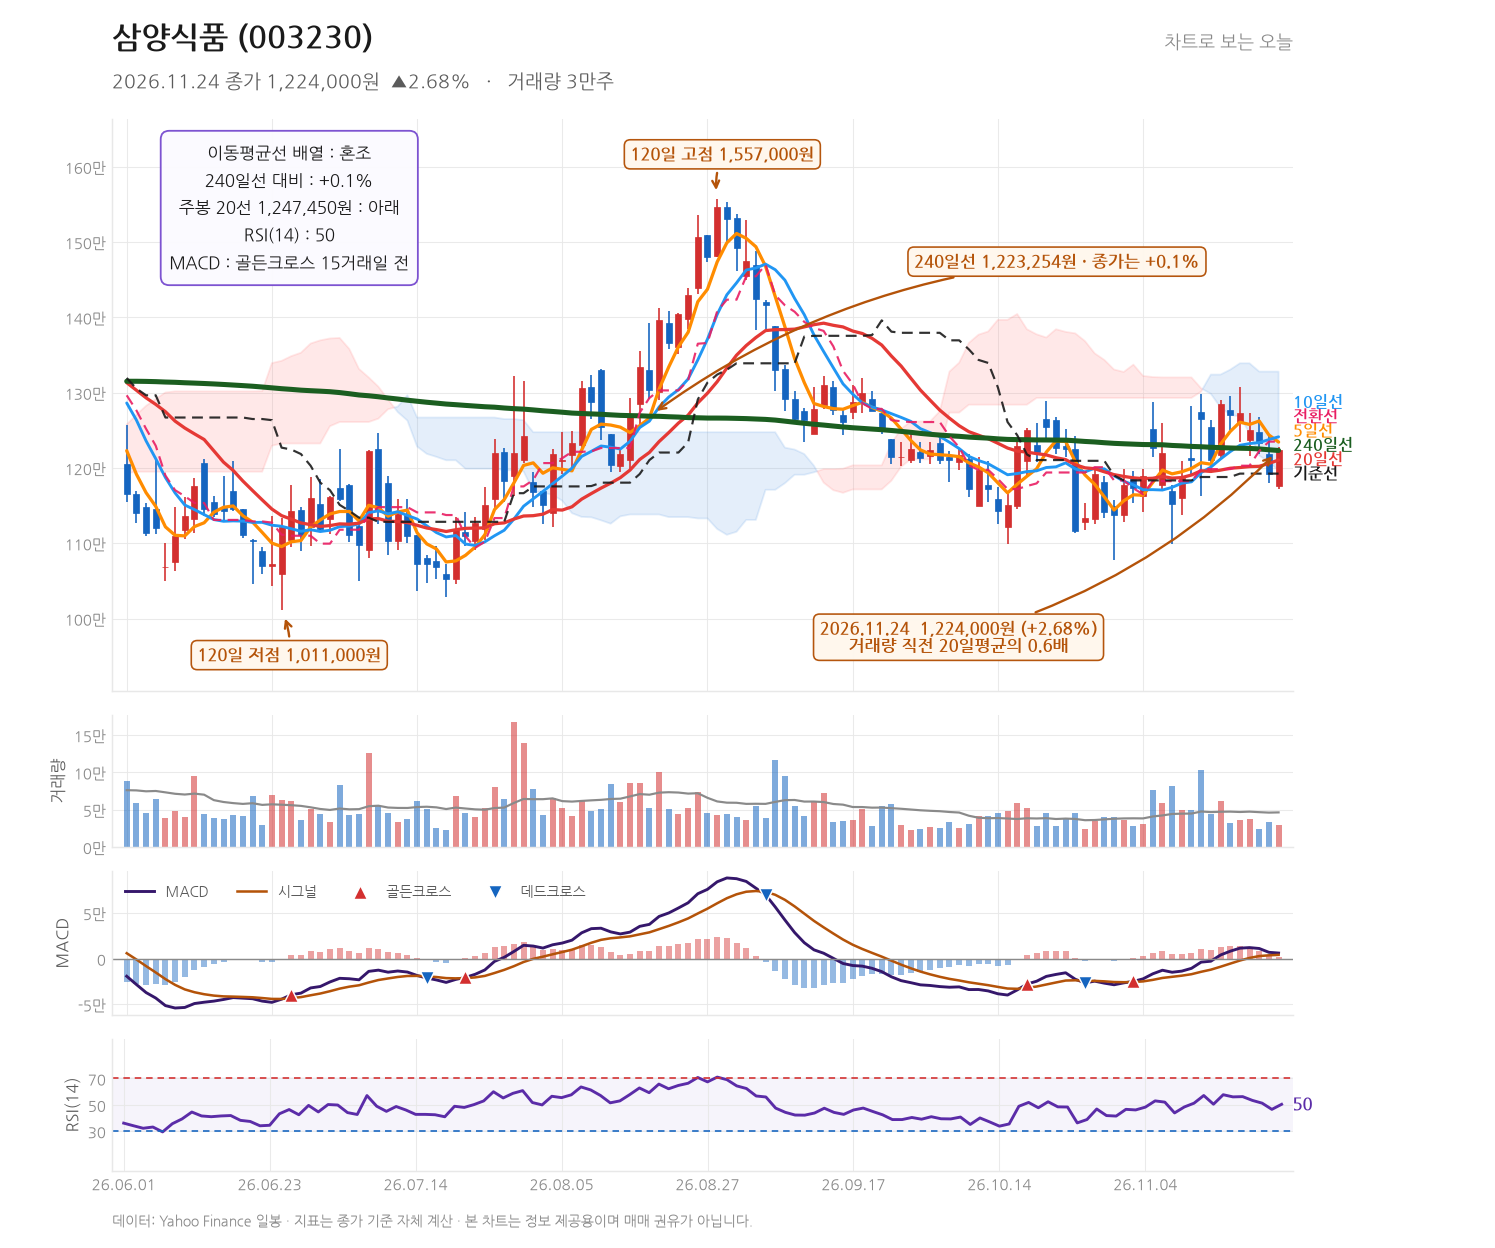 삼양식품 (003230)
차트로 보는 오늘
2026.11.24 종가 1,224,000원 ▲2.68% · 거래량 3만주
이동평균선 배열 : 혼조
240일선 대비 : +0.1%
주봉 20선 1,247,450원 : 아래
RSI(14) : 50
MACD : 골든크로스 15거래일 전
120일 고점 1,557,000원
240일선 1,223,254원 · 종가는 +0.1%
120일 저점 1,011,000원
2026.11.24 1,224,000원 (+2.68%)
거래량 직전 20일평균의 0.6배
160만
150만
140만
130만
120만
110만
100만
10일선
전환선
5일선
240일선
20일선
기준선
거래량
15만
10만
5만
0만
MACD
시그널
골든크로스
데드크로스
MACD
5만
0
-5만
RSI(14)
70
50
30
50
26.06.01
26.06.23
26.07.14
26.08.05
26.08.27
26.09.17
26.10.14
26.11.04
데이터: Yahoo Finance 일봉 · 지표는 종가 기준 자체 계산 · 본 차트는 정보 제공용이며 매매 권유가 아닙니다.